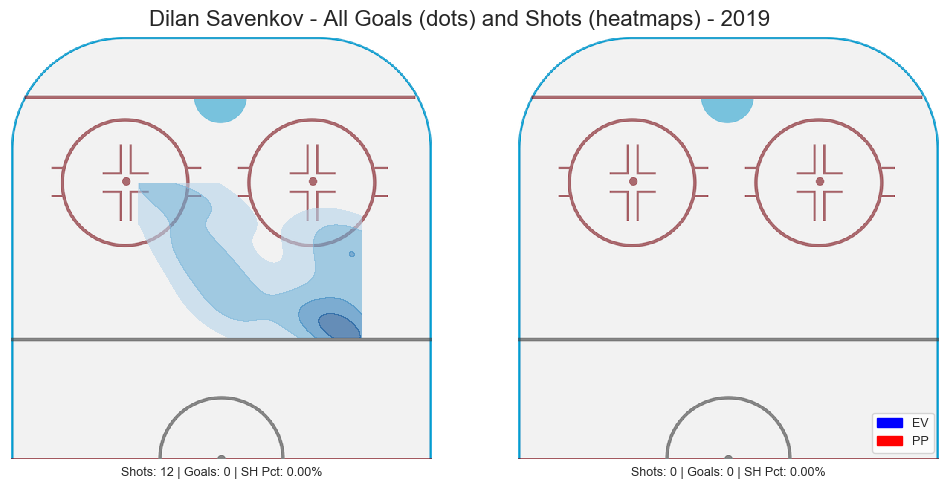 Dilan Savenkov - All Goals (dots) and Shots (heatmaps) - 2019
EV
PP
Shots: 12 | Goals: 0 | SH Pct: 0.00%
Shots: 0 | Goals: 0 | SH Pct: 0.00%